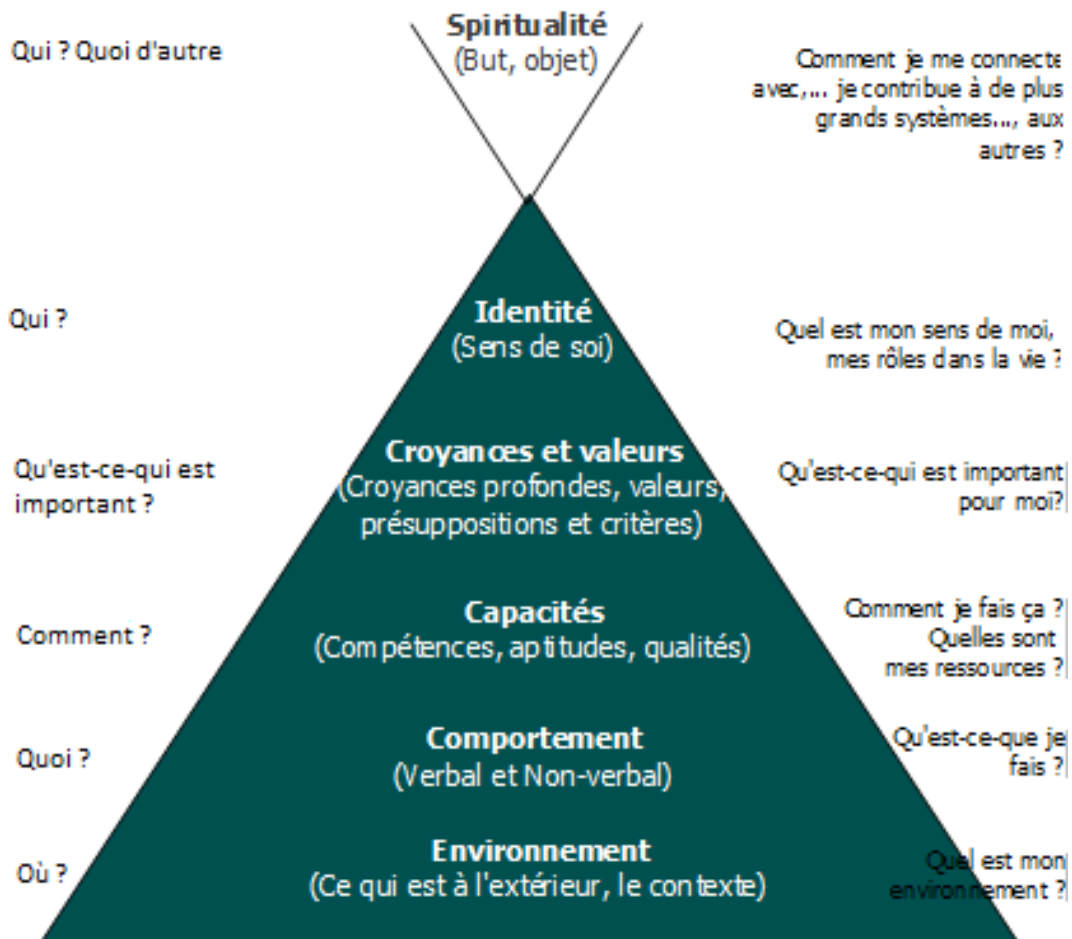 Spiritualité
(But, objet)
Qui ? Quoi d'autre
Comment je me connecte
avec,... je contribue à de plus
grands systèmes..., aux
autres ?
Identité
(Sens de soi)
Qui ?
Quel est mon sens de moi,
mes rôles dans la vie ?
Croyances et valeurs
(Croyances profondes, valeurs,
présuppositions et critères)
Qu'est-ce-qui est
important ?
Qu'est-ce-qui est important
pour moi?
Capacités
(Compétences, aptitudes, qualités)
Comment ?
Comment je fais ça ?
Quelles sont
mes ressources ?
Comportement
(Verbal et Non-verbal)
Quoi ?
Qu'est-ce-que je
fais ?
Environnement
(Ce qui est à l'extérieur, le contexte)
Où ?
Quel est mon
environnement ?